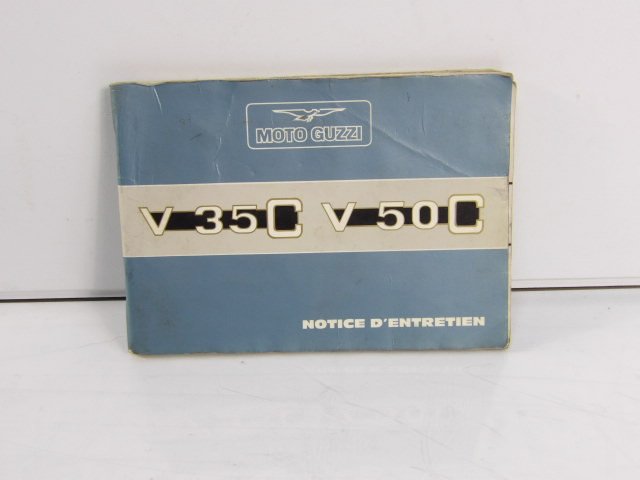 MOTO GUZZI
V 35C V 50C
NOTICE D'ENTRETIEN